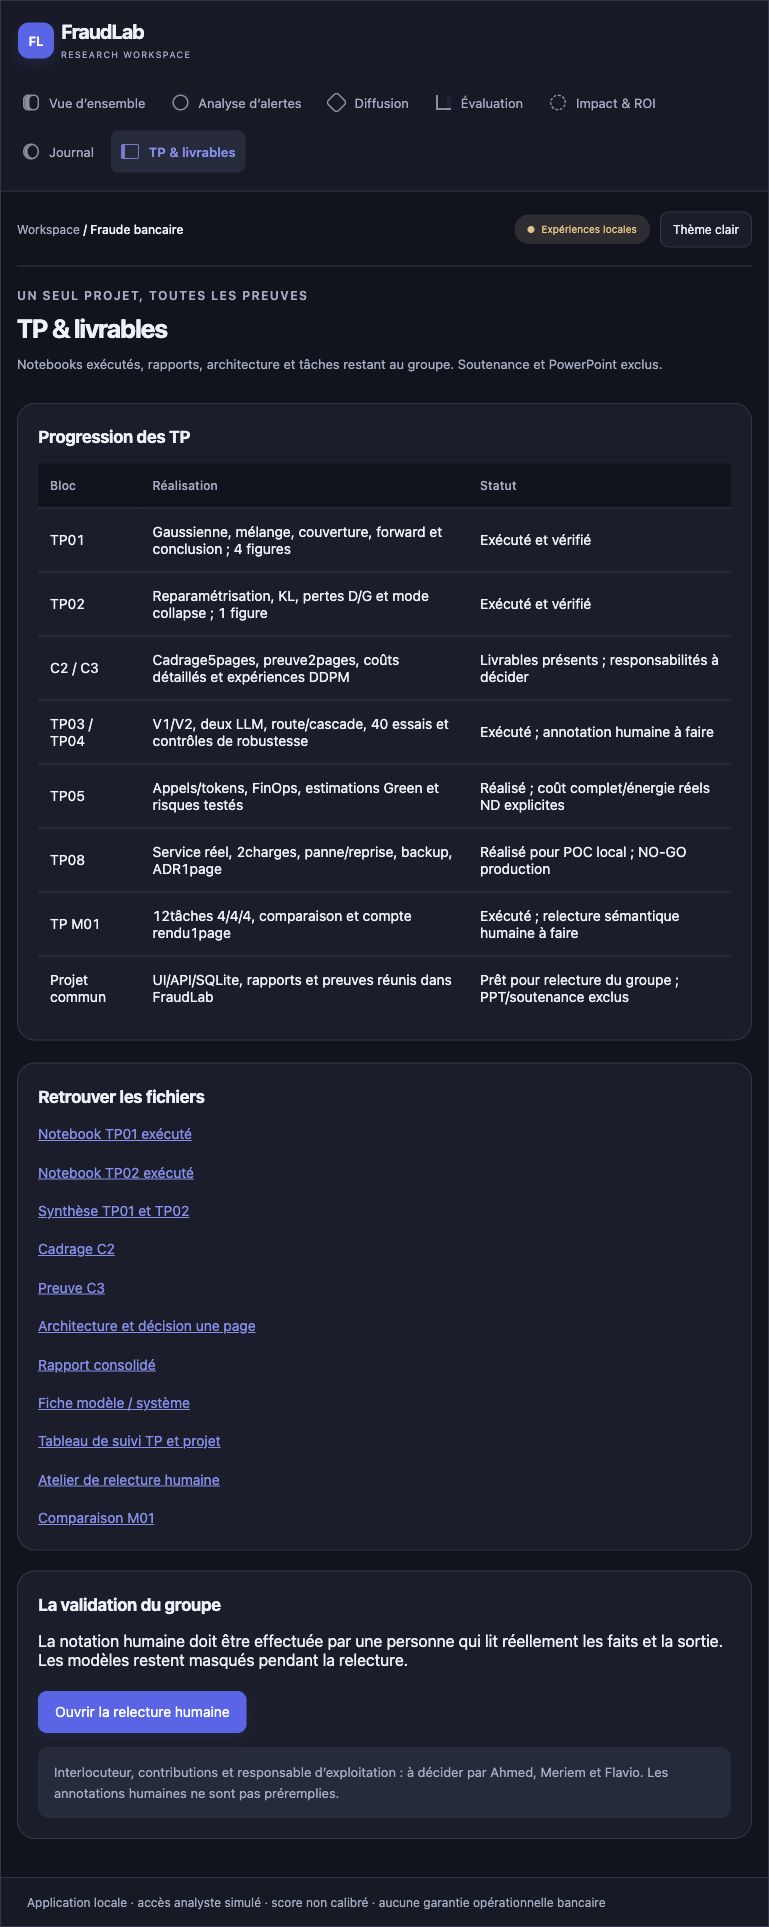 FL
FraudLab
RESEARCH WORKSPACE
Vue d’ensemble
Analyse d’alertes
Diffusion
Évaluation
Impact & ROI
Journal
TP & livrables
Workspace / Fraude bancaire
Expériences locales
Thème clair
UN SEUL PROJET, TOUTES LES PREUVES
TP & livrables
Notebooks exécutés, rapports, architecture et tâches restant au groupe. Soutenance et PowerPoint exclus.
Progression des TP
Bloc
Réalisation
Statut
TP01
Gaussienne, mélange, couverture, forward et
conclusion ; 4 figures
Exécuté et vérifié
TP02
Reparamétrisation, KL, pertes D/G et mode
collapse ; 1 figure
Exécuté et vérifié
C2 / C3
Cadrage5pages, preuve2pages, coûts
détaillés et expériences DDPM
Livrables présents ; responsabilités à
décider
TP03 /
TP04
V1/V2, deux LLM, route/cascade, 40 essais et
contrôles de robustesse
Exécuté ; annotation humaine à faire
TP05
Appels/tokens, FinOps, estimations Green et
risques testés
Réalisé ; coût complet/énergie réels
ND explicites
TP08
Service réel, 2charges, panne/reprise, backup,
ADR1page
Réalisé pour POC local ; NO-GO
production
TP M01
12tâches 4/4/4, comparaison et compte
rendu1page
Exécuté ; relecture sémantique
humaine à faire
Projet
commun
UI/API/SQLite, rapports et preuves réunis dans
FraudLab
Prêt pour relecture du groupe ;
PPT/soutenance exclus
Retrouver les fichiers
Notebook TP01 exécuté
Notebook TP02 exécuté
Synthèse TP01 et TP02
Cadrage C2
Preuve C3
Architecture et décision une page
Rapport consolidé
Fiche modèle / système
Tableau de suivi TP et projet
Atelier de relecture humaine
Comparaison M01
La validation du groupe
La notation humaine doit être effectuée par une personne qui lit réellement les faits et la sortie.
Les modèles restent masqués pendant la relecture.
Ouvrir la relecture humaine
Interlocuteur, contributions et responsable d’exploitation : à décider par Ahmed, Meriem et Flavio. Les
annotations humaines ne sont pas préremplies.
Application locale · accès analyste simulé · score non calibré · aucune garantie opérationnelle bancaire